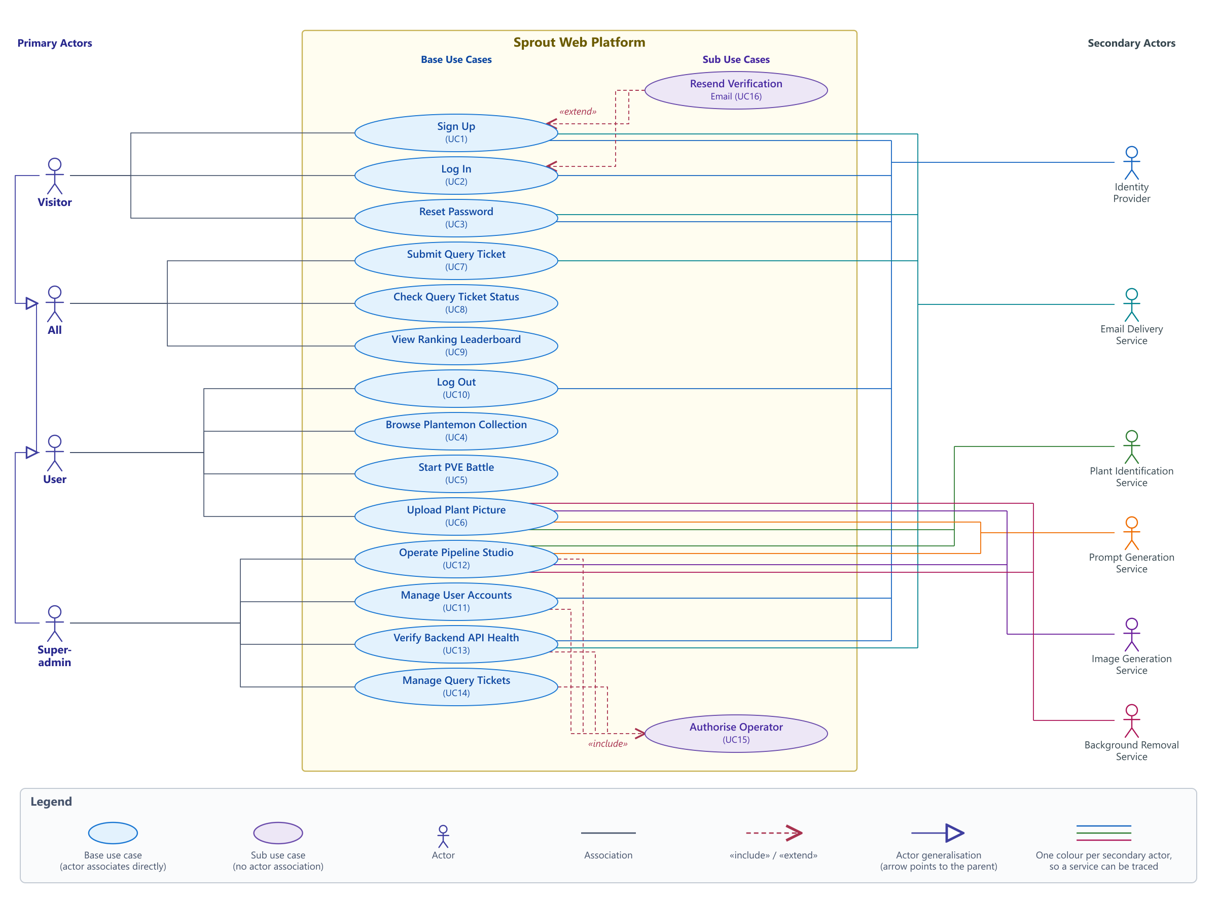 Primary Actors
Sprout Web Platform
Secondary Actors
Base Use Cases
Sub Use Cases
Resend Verification
Email (UC16)
«extend»
Sign Up
(UC1)
Log In
(UC2)
Reset Password
(UC3)
Submit Query Ticket
(UC7)
Check Query Ticket Status
(UC8)
View Ranking Leaderboard
(UC9)
Log Out
(UC10)
Browse Plantemon Collection
(UC4)
Start PVE Battle
(UC5)
Upload Plant Picture
(UC6)
Operate Pipeline Studio
(UC12)
Manage User Accounts
(UC11)
Verify Backend API Health
(UC13)
Manage Query Tickets
(UC14)
Authorise Operator
(UC15)
«include»
Visitor
All
User
Super-
admin
Identity
Provider
Email Delivery
Service
Plant Identification
Service
Prompt Generation
Service
Image Generation
Service
Background Removal
Service
Legend
Base use case
(actor associates directly)
Sub use case
(no actor association)
Actor
Association
«include» / «extend»
Actor generalisation
(arrow points to the parent)
One colour per secondary actor,
so a service can be traced